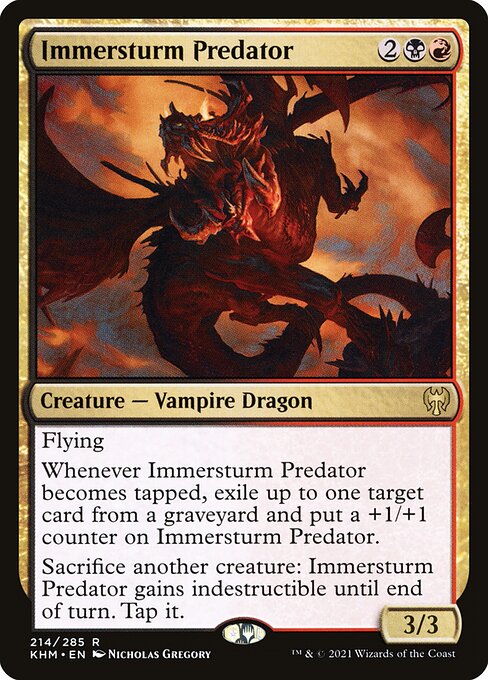 Immersturm Predator 2
Creature — Vampire Dragon
Flying
Whenever Immersturm Predator
becomes tapped, exile up to one target
card from a graveyard and put a +1/+1
counter on Immersturm Predator.
Sacrifice another creature: Immersturm
Predator gains indestructible until end
of turn. Tap it.
3/3
214/285 R
KHM • EN Nicholas Gregory
™ & © 2021 Wizards of the Coast